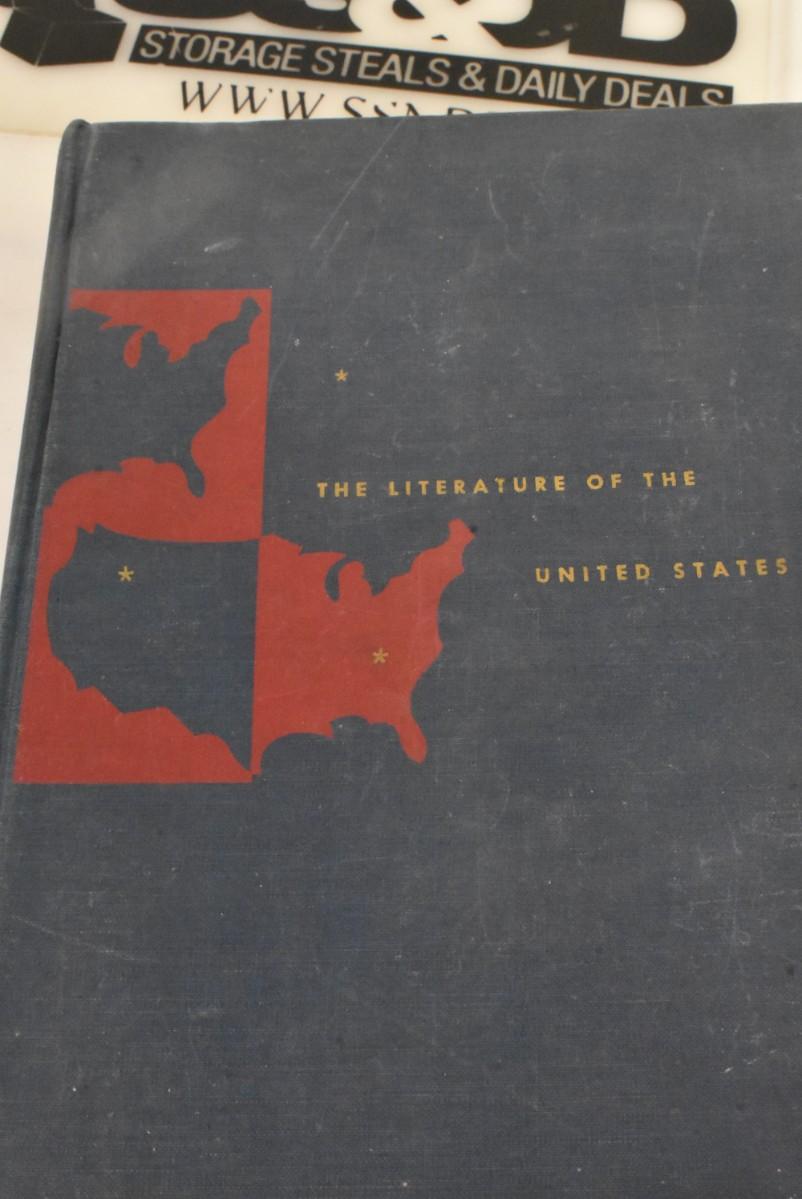 STORAGE STEALS & DAILY DEALS
THE LITERATURE OF THE
UNITED STATES